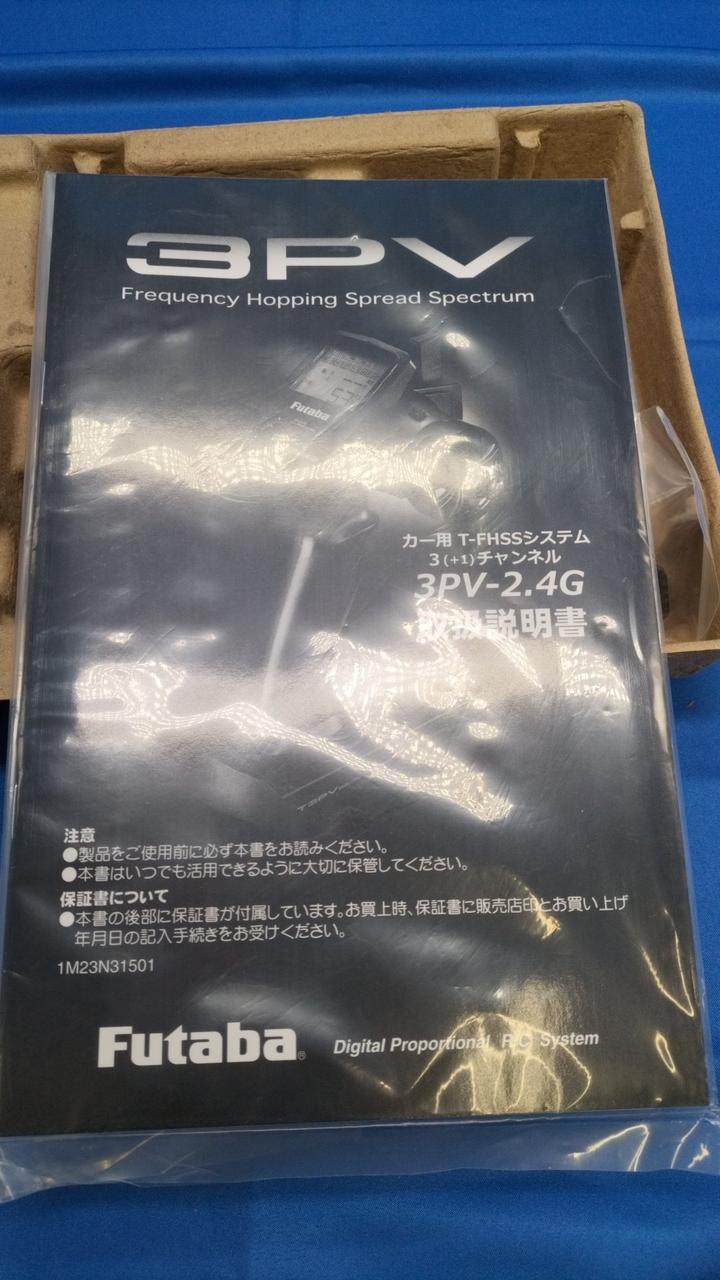 3PV
Frequency Hopping Spread Spectrum
Futaba
カー用 T-FHSSシステム
3(+1)チャンネル
3PV-2.4G
取扱説明書
注意
●製品をご使用前に必ず本書をお読みください。
●本書はいつでも活用できるように大切に保管してください。
保証書について
●本書の後部に保証書が付属しています。お買上時、保証書に販売店印とお買い上げ
年月日の記入手続きをお受けください。
1M23N31501
Futaba®
Digital Proportional R/C System